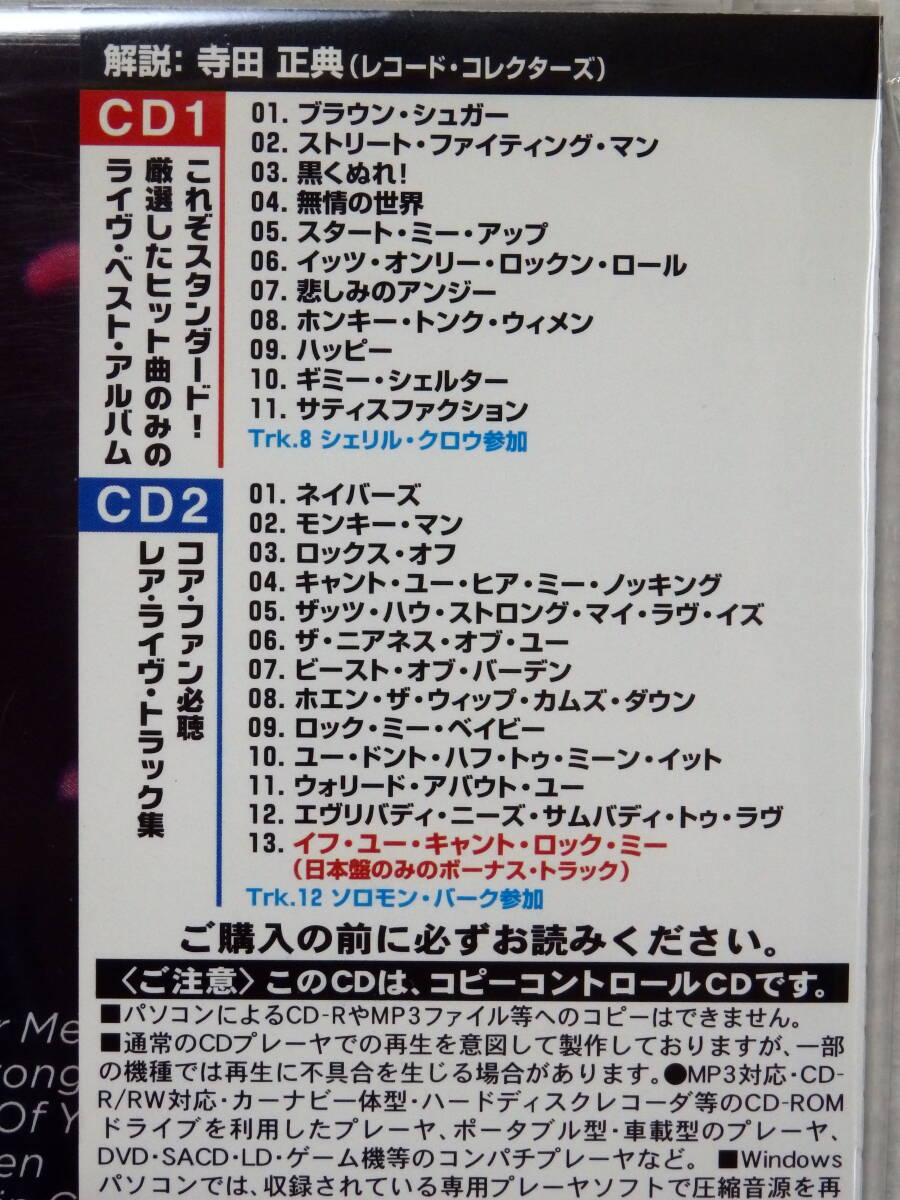 解説: 寺田 正典(レコード・コレクターズ)
CD1
これぞスタンダード!
厳選したヒット曲のみの
ライヴ・ベスト・アルバム
01. ブラウン・シュガー
02. ストリート・ファイティング・マン
03. 黒くぬれ!
04. 無情の世界
05. スタート・ミー・アップ
06. イッツ・オンリー・ロックン・ロール
07. 悲しみのアンジー
08. ホンキー・トンク・ウィメン
09. ハッピー
10. ギミー・シェルター
11. サティスファクション
Trk.8 シェリル・クロウ参加
CD2
コア・ファン必聴
レア・ライヴ・トラック集
01. ネイバーズ
02. モンキー・マン
03. ロックス・オフ
04. キャント・ユー・ヒア・ミー・ノッキング
05. ザッツ・ハウ・ストロング・マイ・ラヴ・イズ
06. ザ・ニアネス・オブ・ユー
07. ビースト・オブ・バーデン
08. ホエン・ザ・ウィップ・カムズ・ダウン
09. ロック・ミー・ベイビー
10. ユー・ドント・ハフ・トゥ・ミーン・イット
11. ウォリード・アバウト・ユー
12. エヴリバディ・ニーズ・サムバディ・トゥ・ラヴ
13. イフ・ユー・キャント・ロック・ミー
(日本盤のみのボーナス・トラック)
Trk.12 ソロモン・バーク参加
ご購入の前に必ずお読みください。
〈ご注意〉このCDは、コピーコントロールCDです。
■パソコンによるCD-RやMP3ファイル等へのコピーはできません。
■通常のCDプレーヤでの再生を意図して製作しておりますが、一部
の機種では再生に不具合を生じる場合があります。●MP3対応・CD-
R/RW対応・カーナビ一体型・ハードディスクレコーダ等のCD-ROM
ドライブを利用したプレーヤ、ポータブル型・車載型のプレーヤ、
DVD・SACD・LD・ゲーム機等のコンパチプレーヤなど。 ■Windows
パソコンでは、収録されている専用プレーヤソフトで圧縮音源を再
r Me
rong
Of Y
en